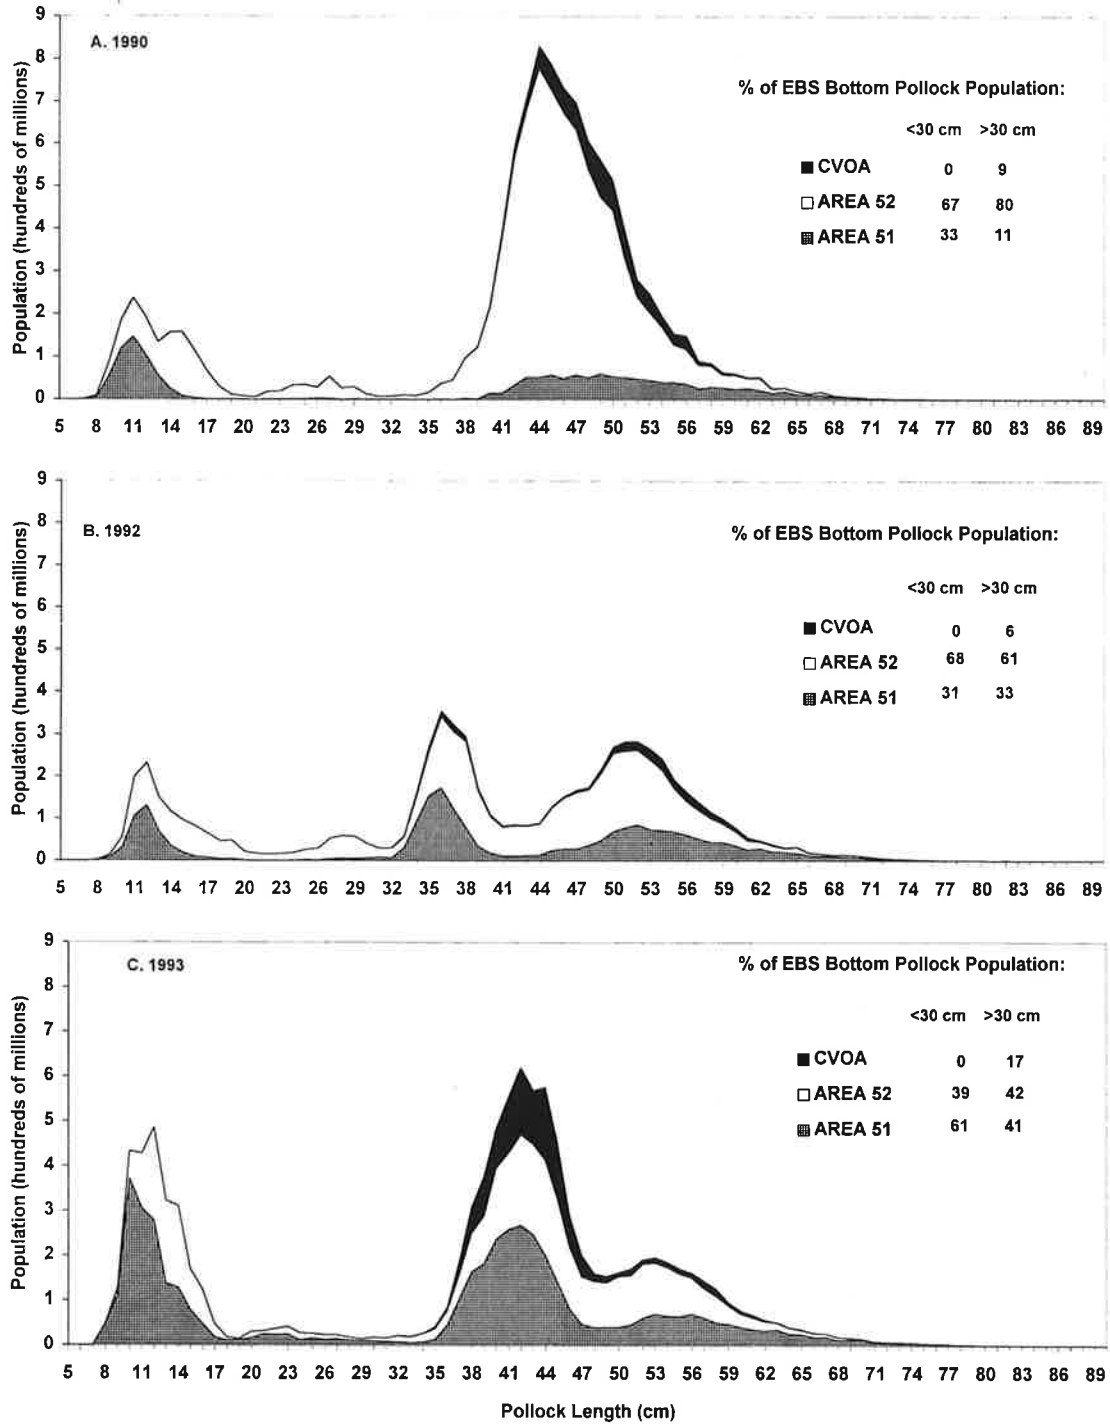 A. 1990
% of EBS Bottom Pollock Population:
<30 cm >30 cm
CVOA 0 9
AREA 52 67 80
AREA 51 33 11
Population (hundreds of millions)
9
8
7
6
5
4
3
2
1
0
5 8 11 14 17 20 23 26 29 32 35 38 41 44 47 50 53 56 59 62 65 68 71 74 77 80 83 86 89
B. 1992
% of EBS Bottom Pollock Population:
<30 cm >30 cm
CVOA 0 6
AREA 52 68 61
AREA 51 31 33
Population (hundreds of millions)
9
8
7
6
5
4
3
2
1
0
5 8 11 14 17 20 23 26 29 32 35 38 41 44 47 50 53 56 59 62 65 68 71 74 77 80 83 86 89
C. 1993
% of EBS Bottom Pollock Population:
<30 cm >30 cm
CVOA 0 17
AREA 52 39 42
AREA 51 61 41
Population (hundreds of millions)
9
8
7
6
5
4
3
2
1
0
5 8 11 14 17 20 23 26 29 32 35 38 41 44 47 50 53 56 59 62 65 68 71 74 77 80 83 86 89
Pollock Length (cm)